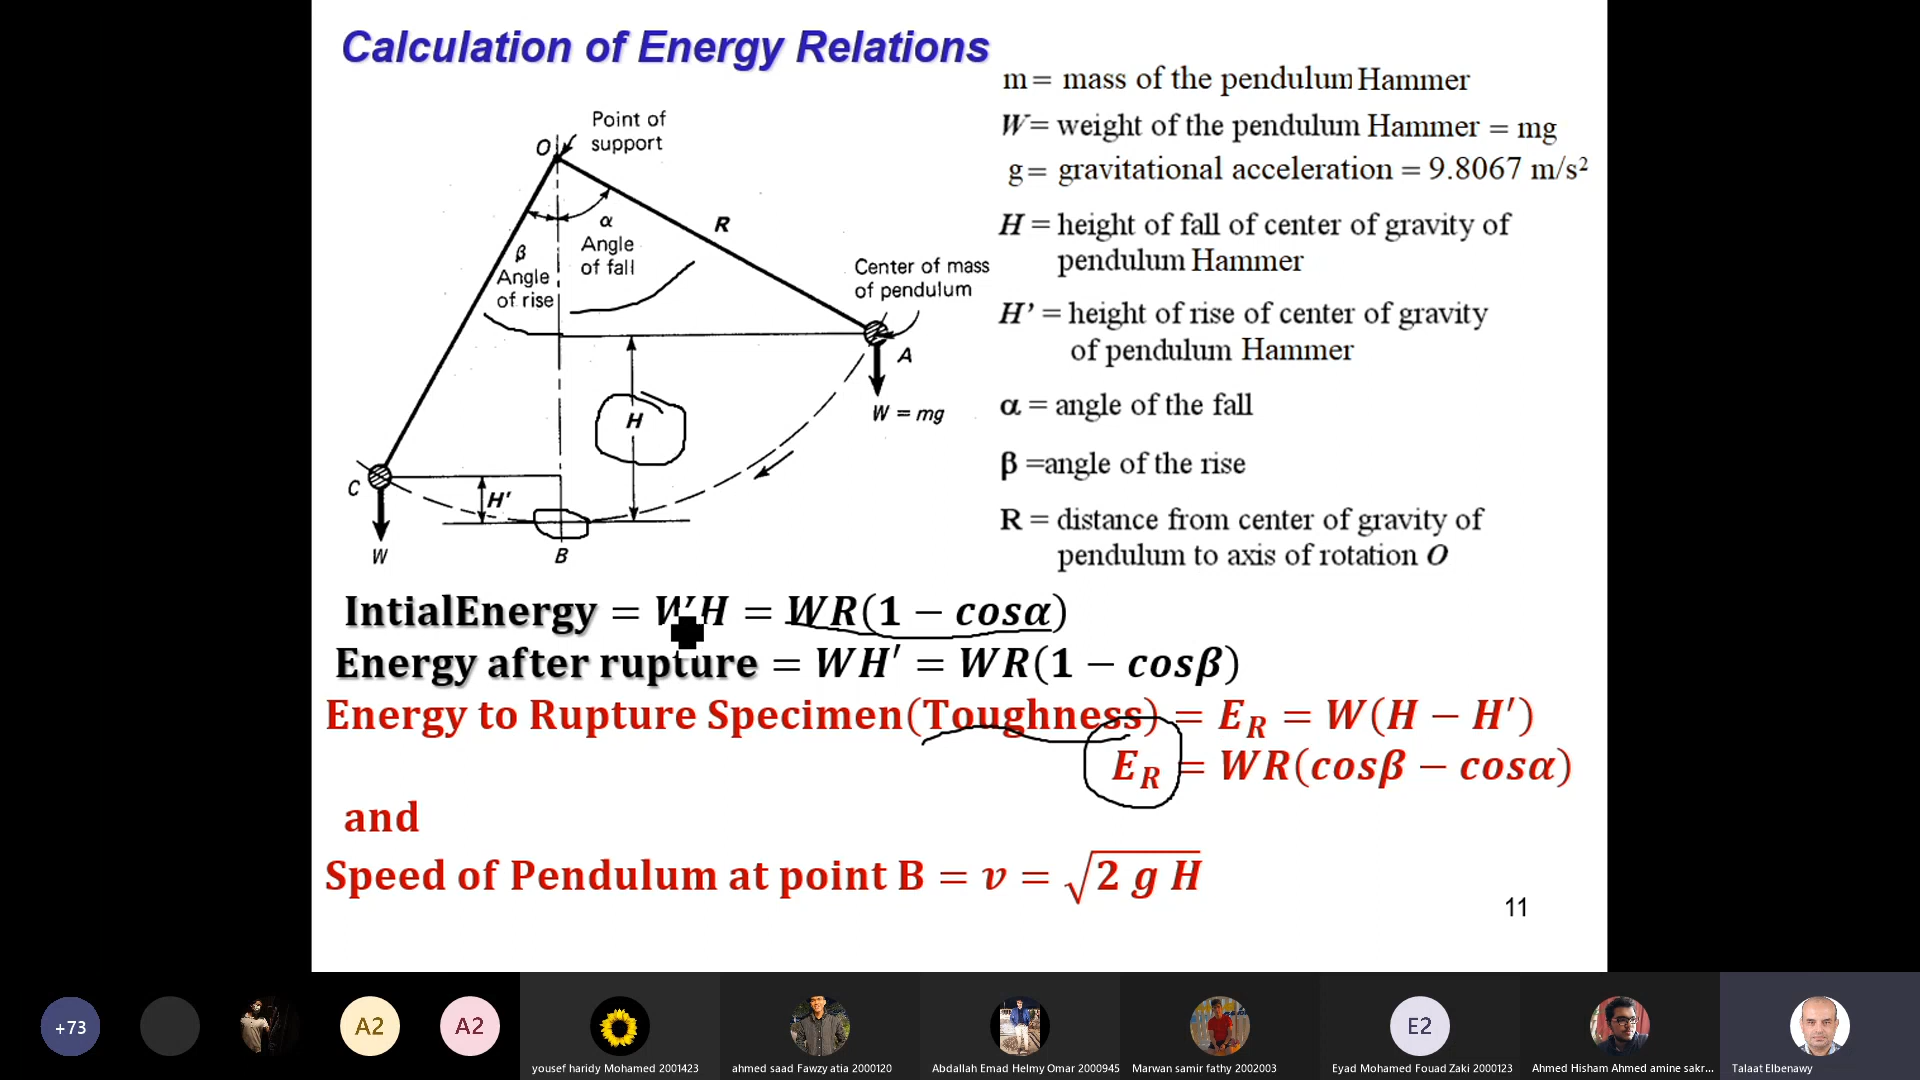 Calculation of Energy Relations
m= mass of the pendulum Hammer
W= weight of the pendulum Hammer = mg
g= gravitational acceleration = 9.8067 m/s²
H = height of fall of center of gravity of
pendulum Hammer
H’ = height of rise of center of gravity
of pendulum Hammer
α = angle of the fall
β =angle of the rise
R = distance from center of gravity of
pendulum to axis of rotation O
Point of
support
O
R
α
Angle
of fall
β
Angle
of rise
Center of mass
of pendulum
A
W = mg
H
C
H'
W
B
IntialEnergy = WH = WR(1 − cosα)
Energy after rupture = WH′ = WR(1 − cosβ)
Energy to Rupture Specimen(Toughness) = E_R = W(H − H′)
E_R = WR(cosβ − cosα)
and
Speed of Pendulum at point B = v = √2 g H
11
+73
A2
A2
E2
yousef haridy Mohamed 2001423
ahmed saad Fawzy atia 2000120
Abdallah Emad Helmy Omar 2000945
Marwan samir fathy 2002003
Eyad Mohamed Fouad Zaki 2000123
Ahmed Hisham Ahmed amine sakr...
Talaat Elbenawy